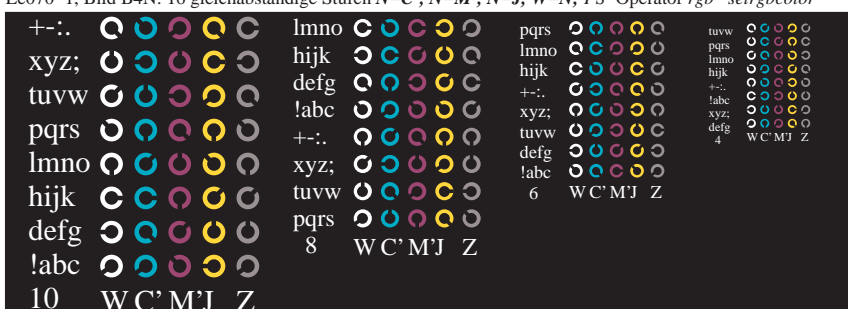 +-:.
xyz;
tuvw
pqrs
lmno
hijk
defg
!abc
10 W C' M'J Z
lmno
hijk
defg
!abc
+-:.
xyz;
tuvw
pqrs
8 W C' M'J Z
pqrs
lmno
hijk
+-:.
xyz;
tuvw
defg
!abc
6 W C' M'J Z
tuvw
pqrs
lmno
hijk
+-:.
!abc
xyz;
defg
4 W C' M'J Z